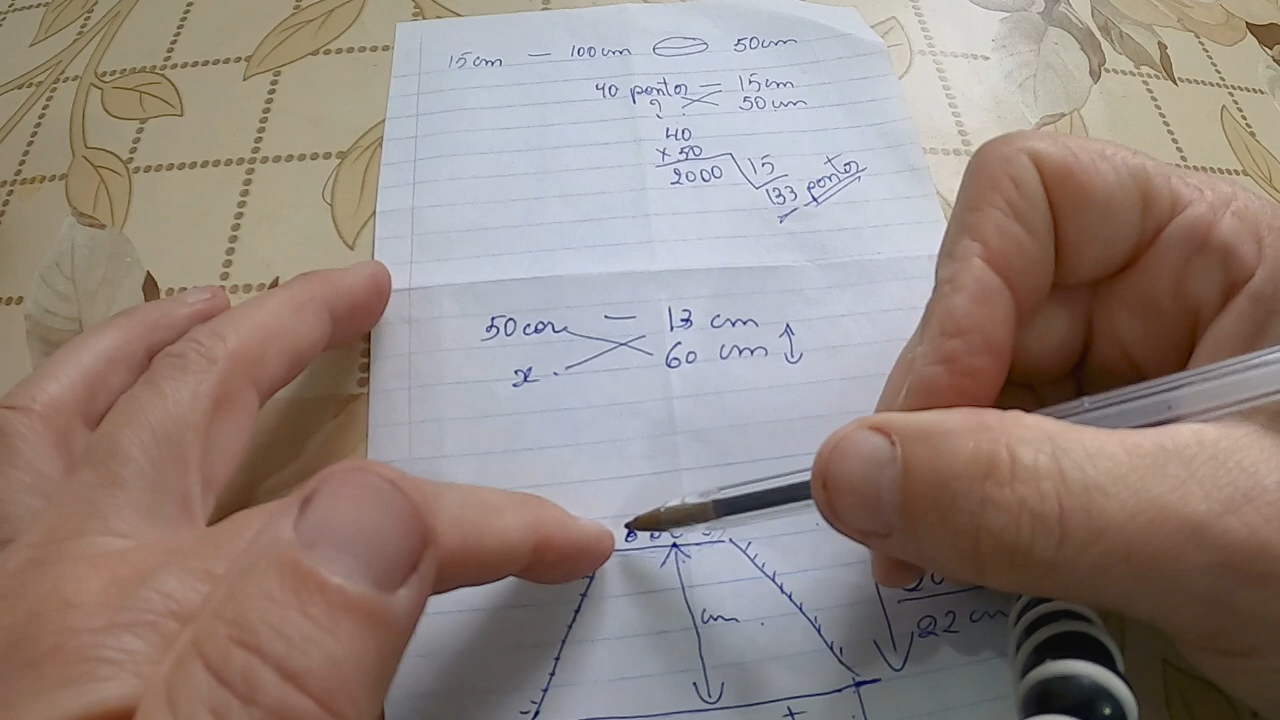 15cm — 100cm 50cm
40 pontos = 15cm
? 50cm
40
x 50
2000 15
133 pontos
50cor — 13 cm
x. 60 cm
cm
22 cm